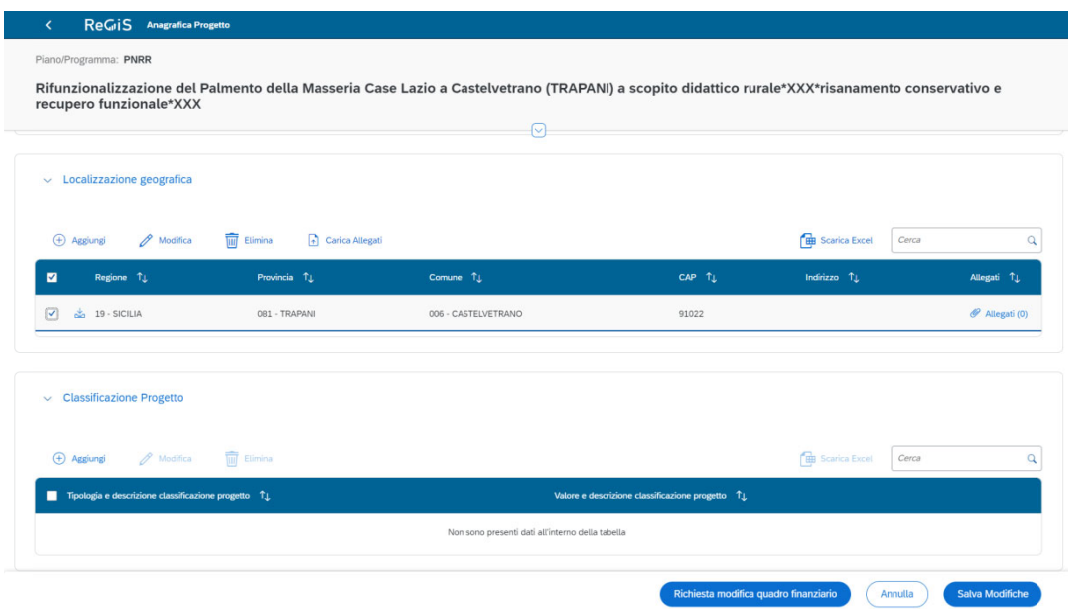 ReGiS Anagrafica Progetto
Piano/Programma: PNRR
Rifunzionalizzazione del Palmento della Masseria Case Lazio a Castelvetrano (TRAPANI) a scopito didattico rurale*XXX*risanamento conservativo e
recupero funzionale*XXX
Localizzazione geografica
Aggiungi Modifica Elimina Carica Allegati Scarica Excel Cerca
Regione Provincia Comune CAP Indirizzo Allegati
19 - SICILIA 081 - TRAPANI 006 - CASTELVETRANO 91022 Allegati (0)
Classificazione Progetto
Aggiungi Modifica Elimina Scarica Excel Cerca
Tipologia e descrizione classificazione progetto Valore e descrizione classificazione progetto
Non sono presenti dati all'interno della tabella
Richiesta modifica quadro finanziario Annulla Salva Modifiche